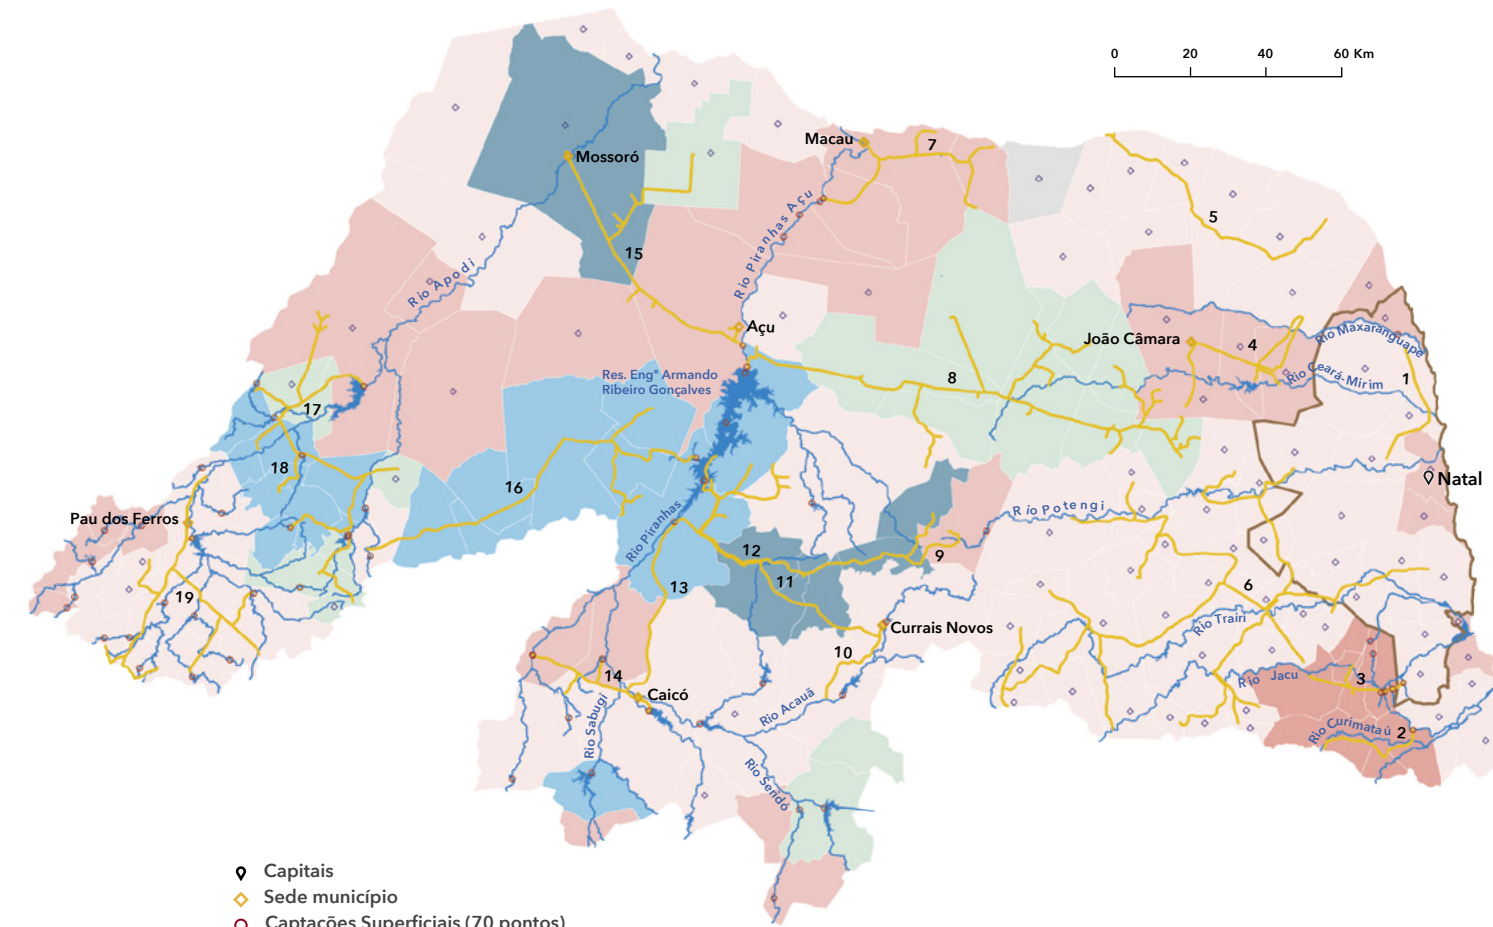 0 20 40 60 Km
Macau
7
Mossoró
5
15
Rio Piranhas Açu
Rio Apodi
Açu
João Câmara
4
Rio Maxaranguape
1
Rio Ceará-Mirim
Res. Engº Armando
Ribeiro Gonçalves
8
17
18
16
Natal
Pau dos Ferros
Rio Potengi
Rio Piranhas
12
9
11
13
19
6
Rio Trairi
Currais Novos
10
14
Caicó
Rio Acauã
Rio Jacu
3
Rio Sabugi
Rio Curimataú
2
Rio Seridó
Capitais
Sede município
Captações Superficiais (70 pontos)